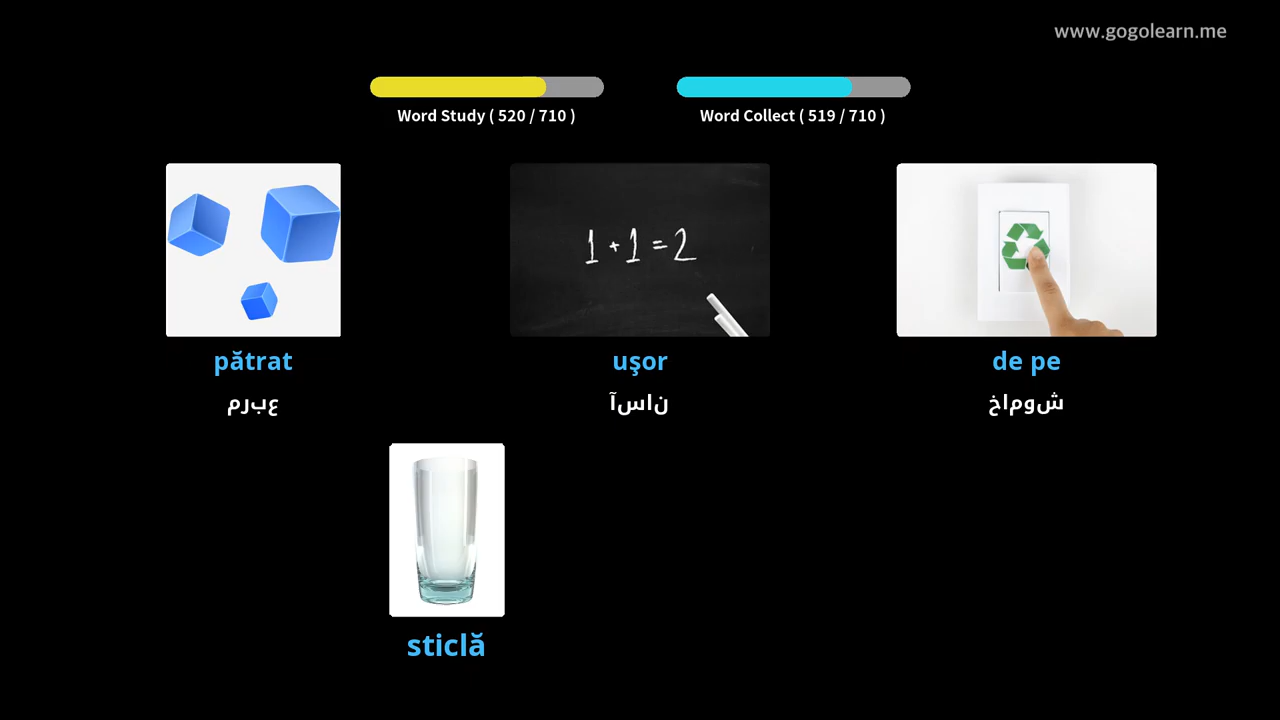 www.gogolearn.me
Word Study ( 520 / 710 )
Word Collect ( 519 / 710 )
pătrat
uşor
de pe
مربع
آسان
خاموش
sticlă
1 + 1 = 2